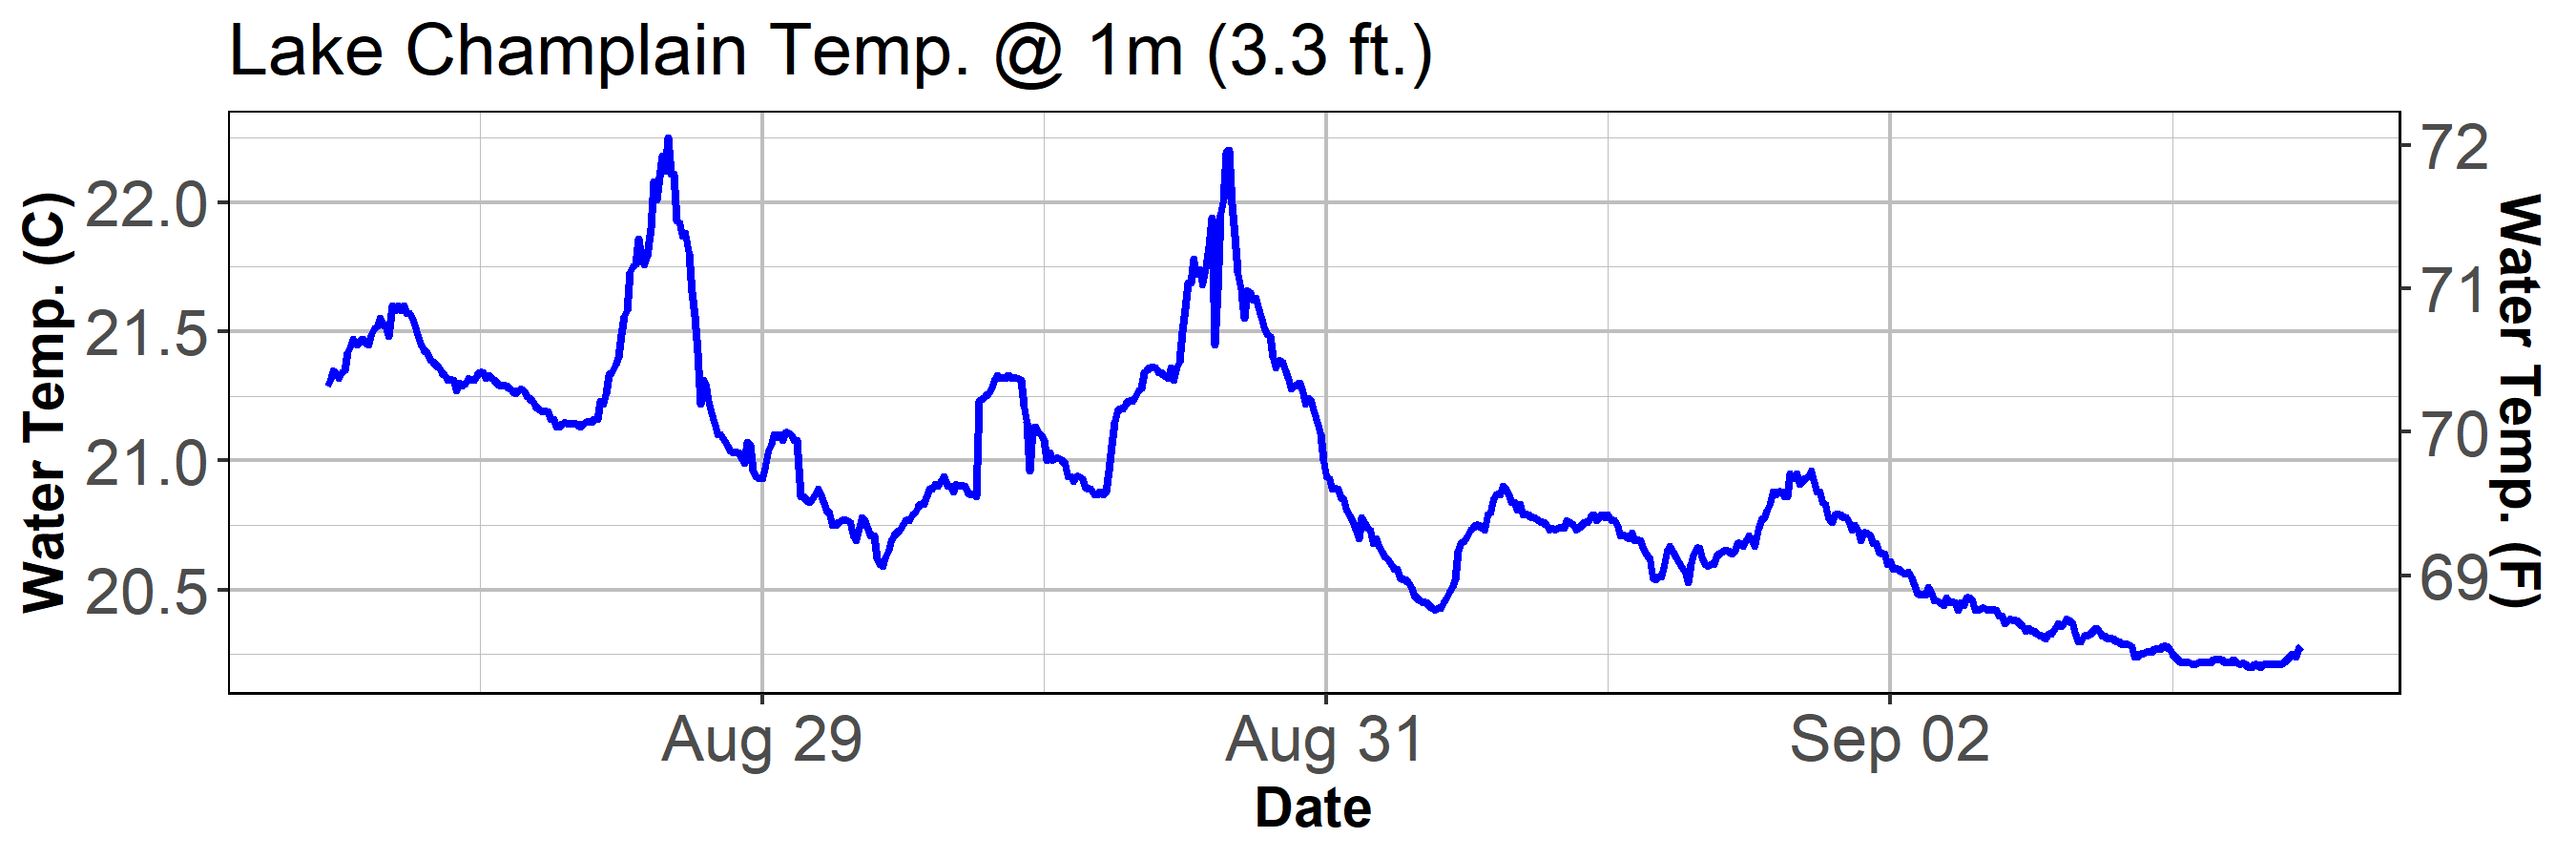 Lake Champlain Temp. @ 1m (3.3 ft.)
Water Temp. (C)
22.0
21.5
21.0
20.5
72
71
70
69
Water Temp. (F)
Aug 29
Aug 31
Sep 02
Date